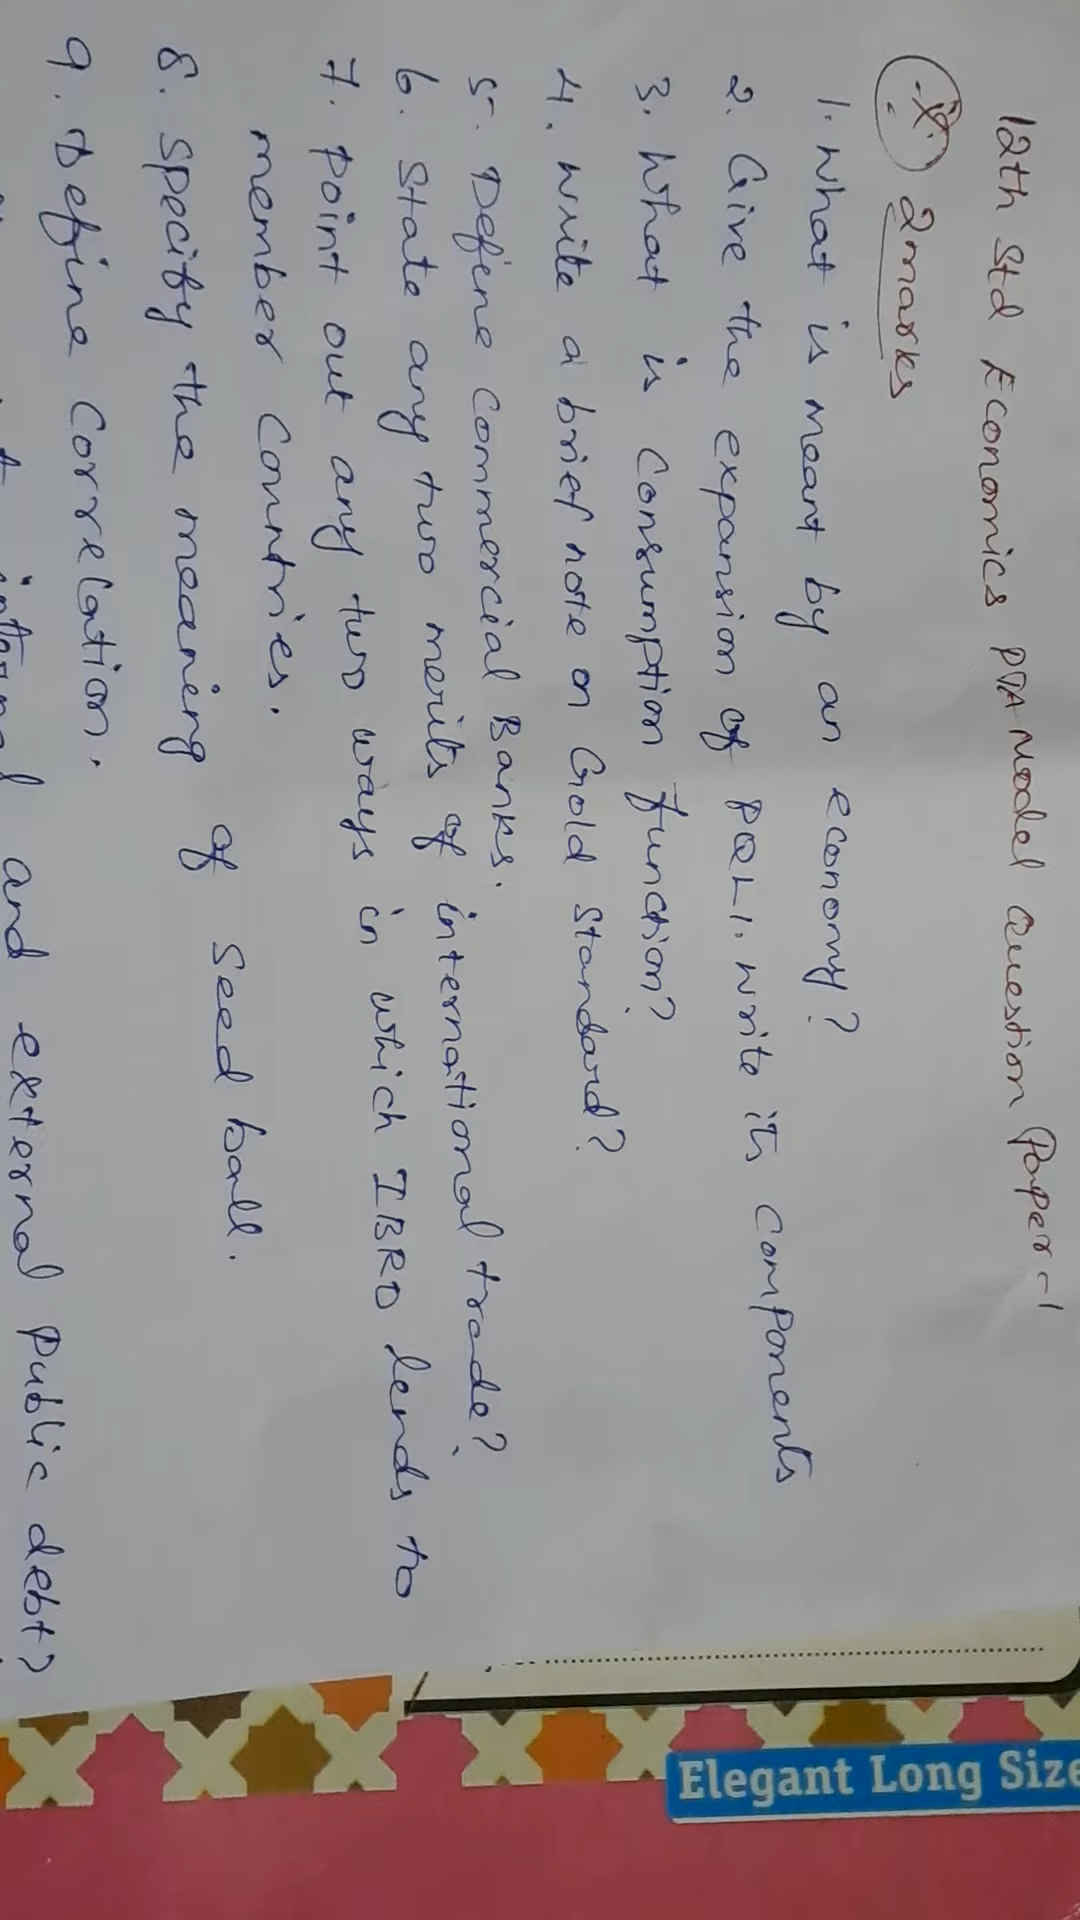 12th Std Economics PTA Model Question Paper-1
2 marks
1. What is meant by an economy?
2. Give the expansion of PQLI. Write its components
3. What is Consumption function?
4. Write a brief note on Gold Standard?
5. Define Commercial Banks.
6. State any two merits of international trade?
7. Point out any two ways in which IBRD lends to
member Countries.
8. Specify the meaning of seed ball.
9. Define Correlation.
internal and external public debt?
Elegant Long Size